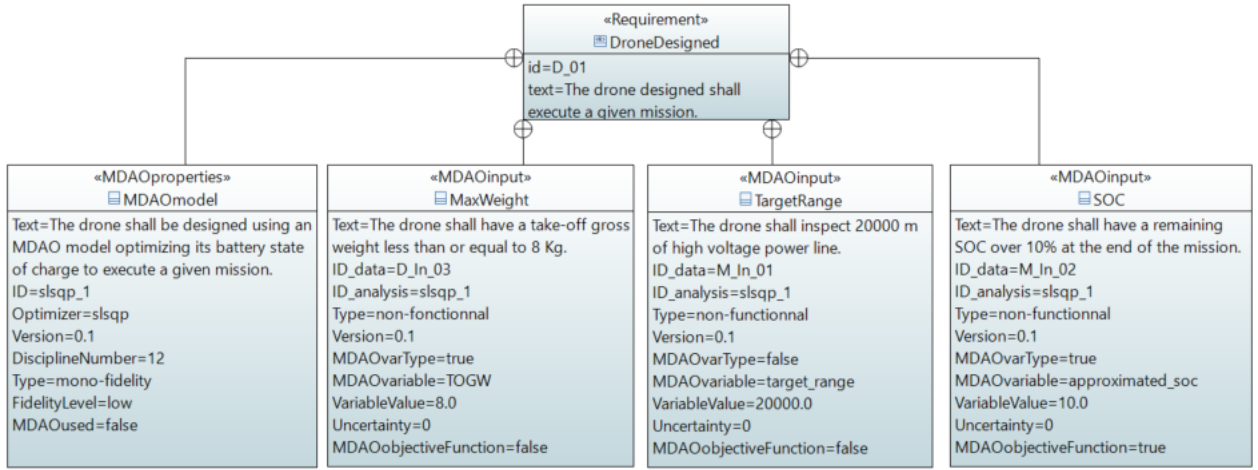 «Requirement»
DroneDesigned
id=D_01
text=The drone designed shall
execute a given mission.
«MDAOproperties»
MDAOmodel
Text=The drone shall be designed using an
MDAO model optimizing its battery state
of charge to execute a given mission.
ID=slsqp_1
Optimizer=slsqp
Version=0.1
DisciplineNumber=12
Type=mono-fidelity
FidelityLevel=low
MDAOused=false
«MDAOinput»
MaxWeight
Text=The drone shall have a take-off gross
weight less than or equal to 8 Kg.
ID_data=D_In_03
ID_analysis=slsqp_1
Type=non-fonctionnal
Version=0.1
MDAOvarType=true
MDAOvariable=TOGW
VariableValue=8.0
Uncertainty=0
MDAOobjectiveFunction=false
«MDAOinput»
TargetRange
Text=The drone shall inspect 20000 m
of high voltage power line.
ID_data=M_In_01
ID_analysis=slsqp_1
Type=non-functionnal
Version=0.1
MDAOvarType=false
MDAOvariable=target_range
VariableValue=20000.0
Uncertainty=0
MDAOobjectiveFunction=false
«MDAOinput»
SOC
Text=The drone shall have a remaining
SOC over 10% at the end of the mission.
ID_data=M_In_02
ID_analysis=slsqp_1
Type=non-functionnal
Version=0.1
MDAOvarType=true
MDAOvariable=approximated_soc
VariableValue=10.0
Uncertainty=0
MDAOobjectiveFunction=true